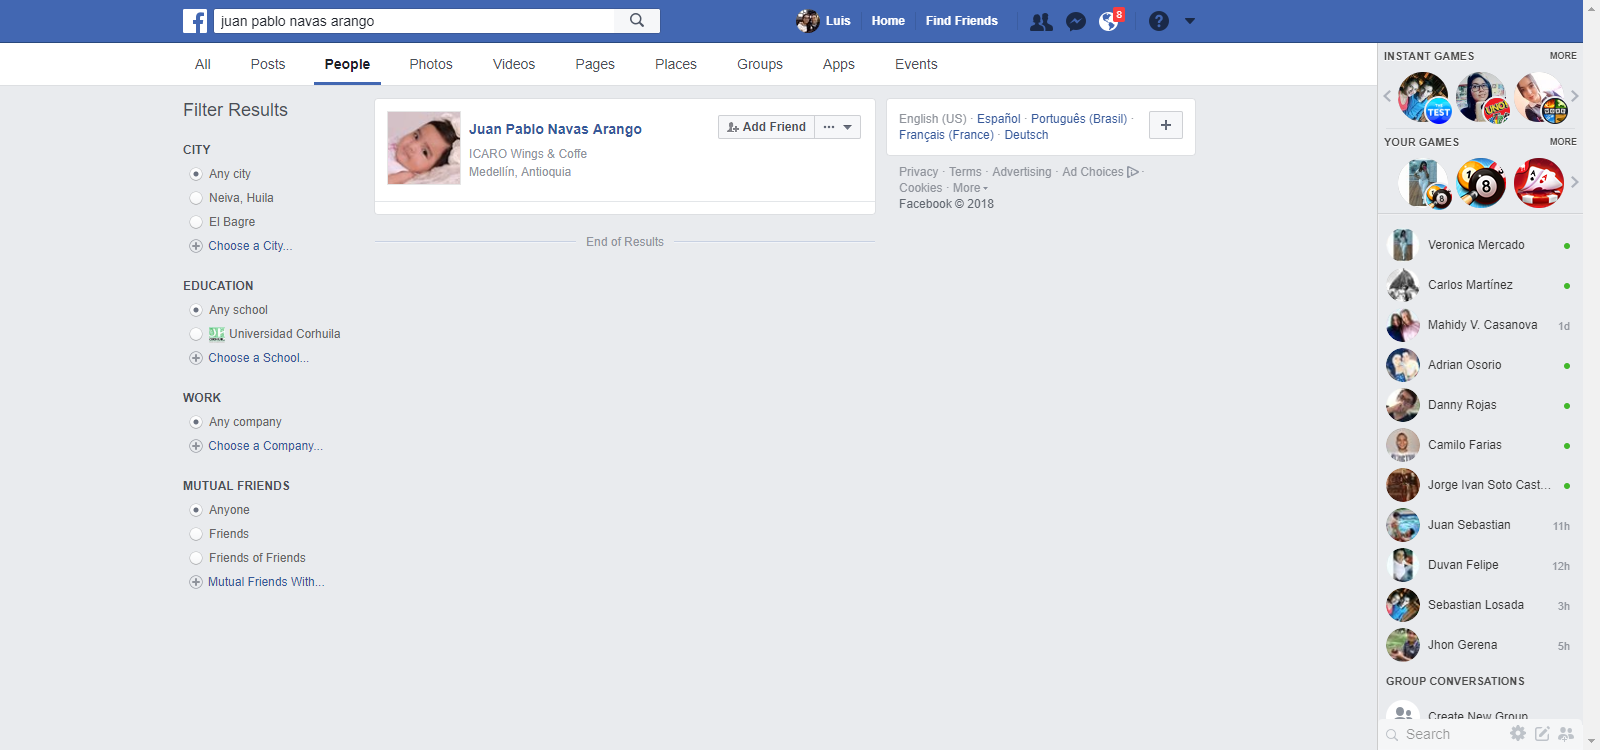 juan pablo navas arango
Luis
Home
Find Friends
8
All
Posts
People
Photos
Videos
Pages
Places
Groups
Apps
Events
Filter Results
CITY
Any city
Neiva, Huila
El Bagre
Choose a City...
EDUCATION
Any school
Universidad Corhuila
Choose a School...
WORK
Any company
Choose a Company...
MUTUAL FRIENDS
Anyone
Friends
Friends of Friends
Mutual Friends With...
Juan Pablo Navas Arango
ICARO Wings & Coffe
Medellín, Antioquia
Add Friend
End of Results
English (US) · Español · Português (Brasil) ·
Français (France) · Deutsch
Privacy · Terms · Advertising · Ad Choices ·
Cookies · More
Facebook © 2018
INSTANT GAMES
MORE
THE TEST
UNO
YOUR GAMES
MORE
8
Veronica Mercado
Carlos Martínez
Mahidy V. Casanova 1d
Adrian Osorio
Danny Rojas
Camilo Farias
Jorge Ivan Soto Cast...
Juan Sebastian 11h
Duvan Felipe 12h
Sebastian Losada 3h
Jhon Gerena 5h
GROUP CONVERSATIONS
Create New Group
Search